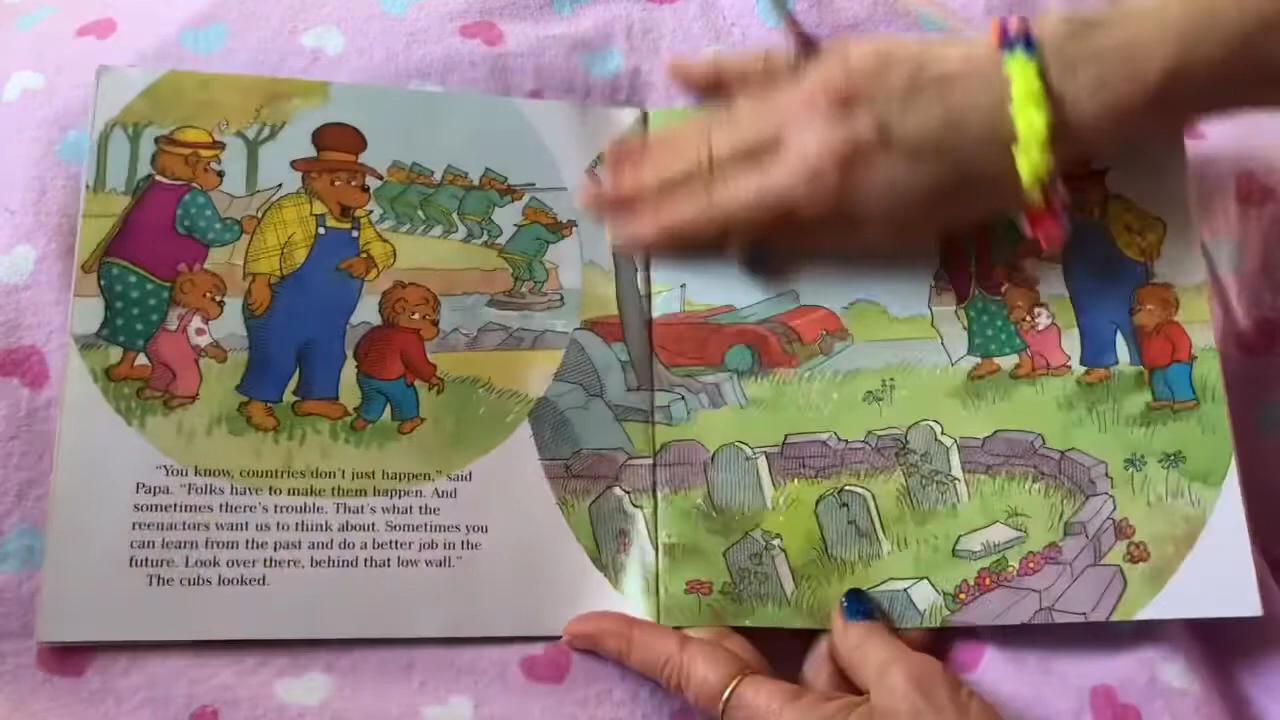 "You know, countries don't just happen," said
Papa. "Folks have to make them happen. And
sometimes there's trouble. That's what the
reenactors want us to think about. Sometimes you
can learn from the past and do a better job in the
future. Look over there, behind that low wall."
The cubs looked.